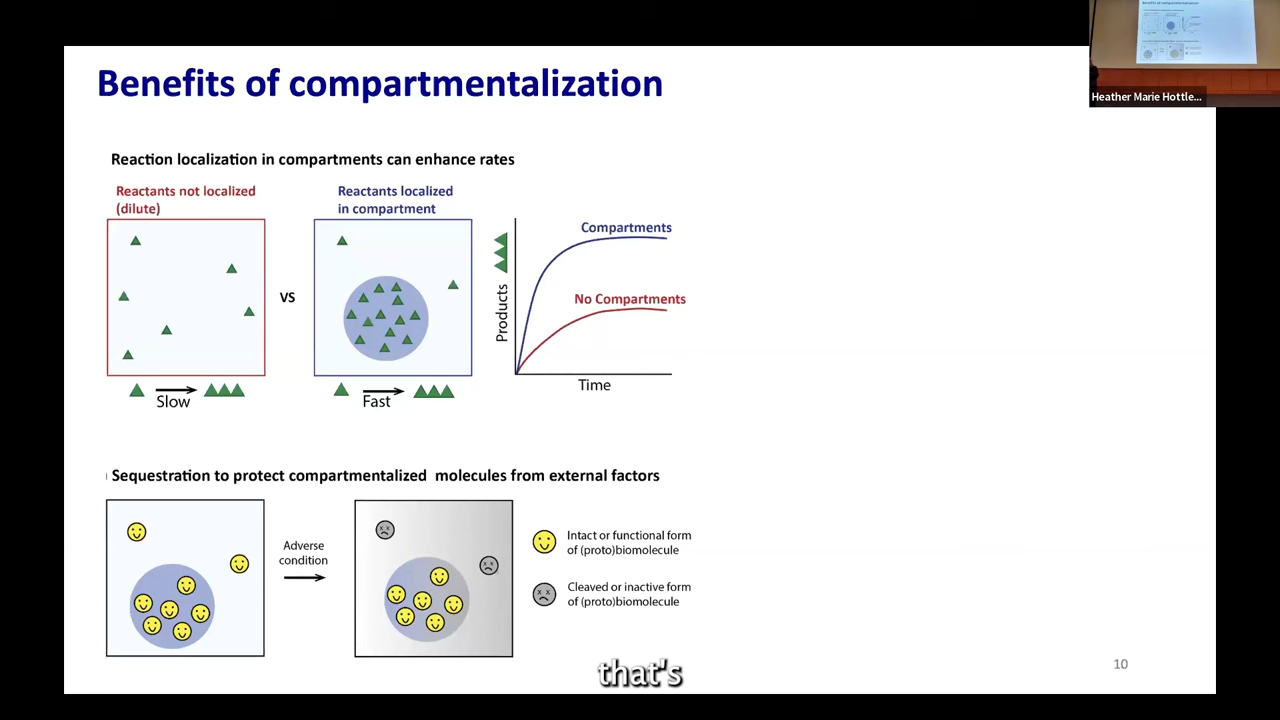 Benefits of compartmentalization
Heather Marie Hottle...
Reaction localization in compartments can enhance rates
Reactants not localized
(dilute)
Reactants localized
in compartment
VS
Slow
Fast
Products
Compartments
No Compartments
Time
Sequestration to protect compartmentalized molecules from external factors
Adverse
condition
Intact or functional form
of (proto)biomolecule
Cleaved or inactive form
of (proto)biomolecule
10
that's